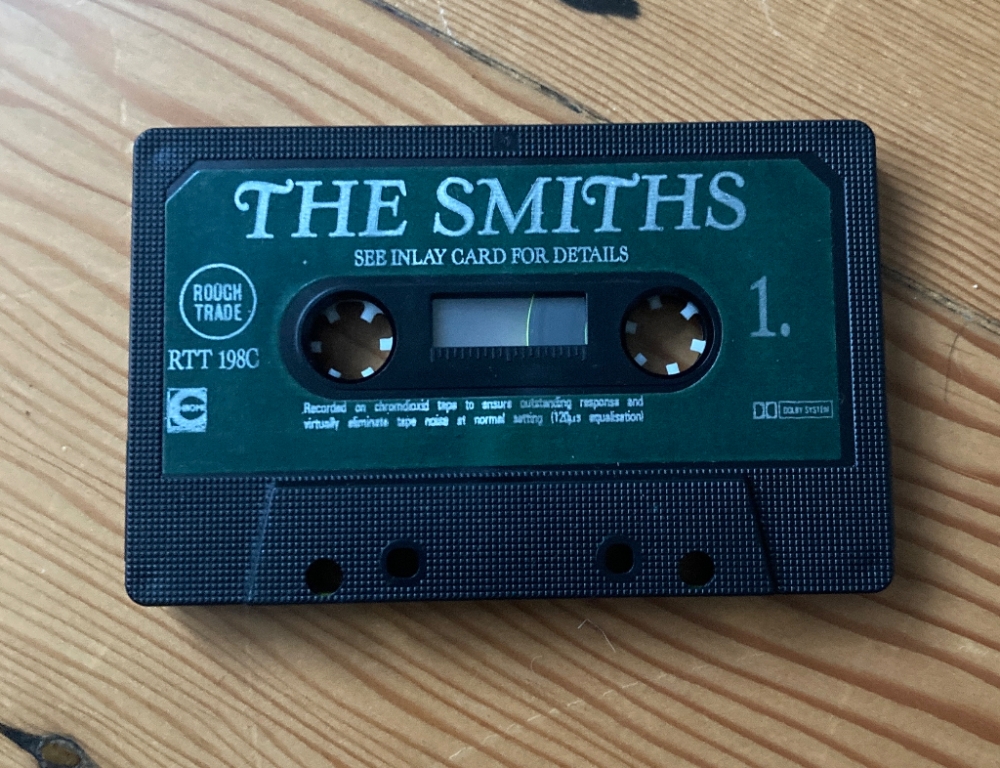 THE SMITHS
SEE INLAY CARD FOR DETAILS
ROUGH
TRADE
1.
RTT 198C
CHROME
Recorded on chromdioxid tape to ensure outstanding response and
virtually eliminate tape noise at normal setting (120µs equalisation)
DOLBY SYSTEM